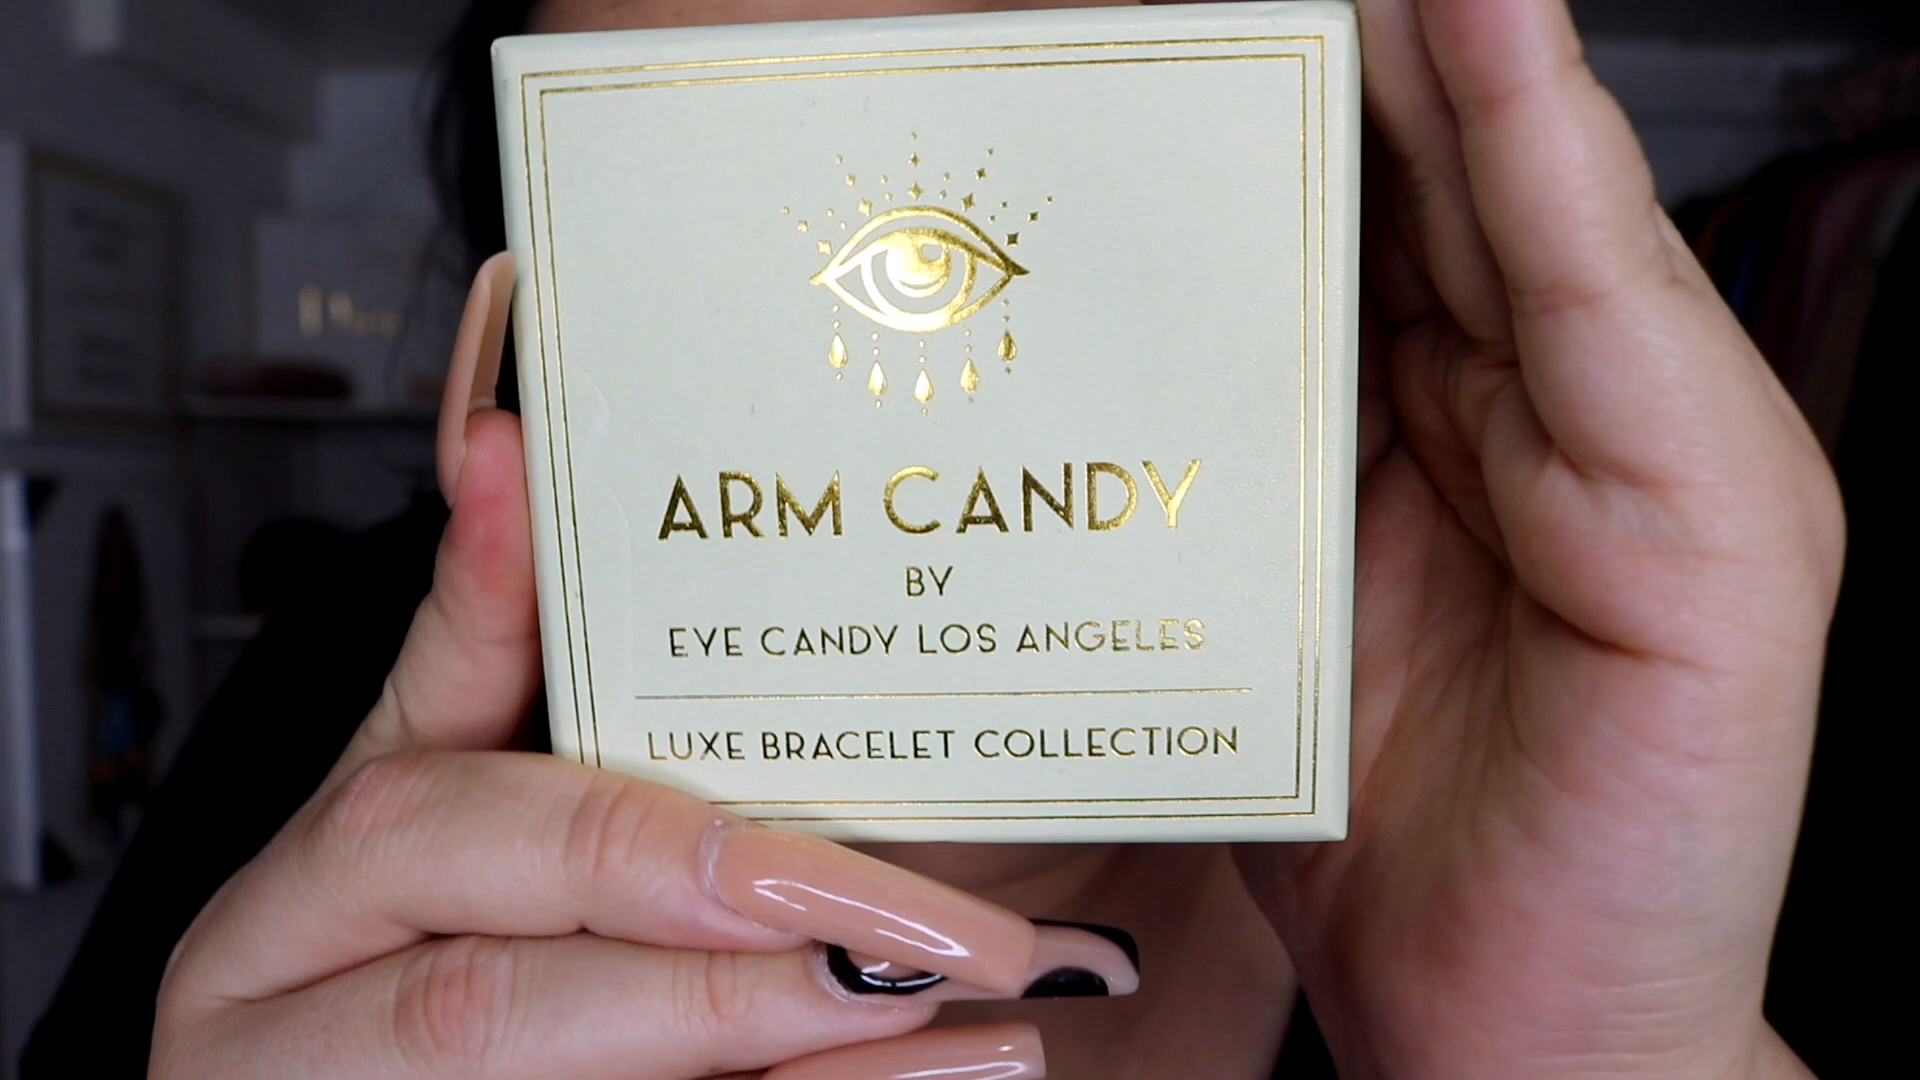 ARM CANDY
BY
EYE CANDY LOS ANGELES
LUXE BRACELET COLLECTION